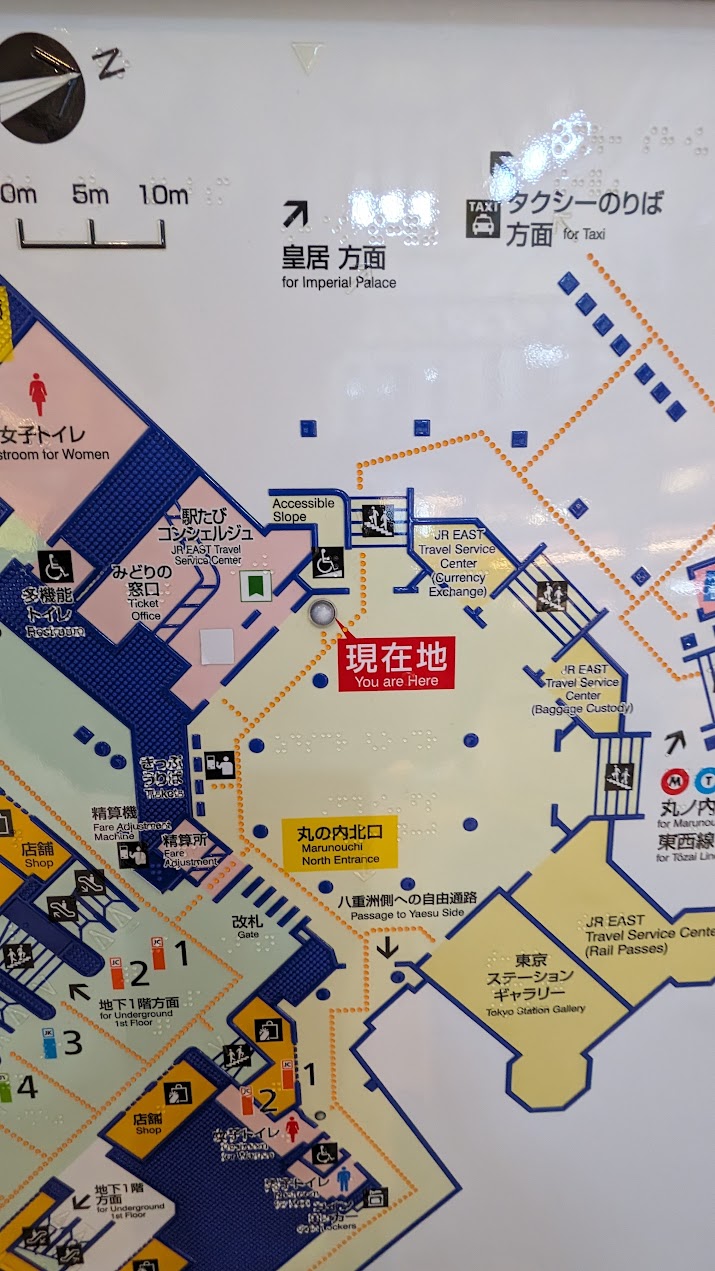 N
0m 5m 10m
皇居 方面
for Imperial Palace
TAXI
タクシーのりば
方面 for Taxi
女子トイレ
stroom for Women
Accessible
Slope
駅たび
コンシェルジュ
JR EAST Travel
Service Center
みどりの
窓口
Ticket
Office
多機能
トイレ
Restroom
JR EAST
Travel Service
Center
(Currency
Exchange)
現在地
You are Here
JR EAST
Travel Service
Center
(Baggage Custody)
きっぷ
うりば
Tickets
精算機
Fare Adjustment
Machine
精算所
Fare
Adjustment
店舗
Shop
丸の内北口
Marunouchi
North Entrance
M T
丸ノ内
for Marunou
東西線
for Tōzai Lin
八重洲側への自由通路
Passage to Yaesu Side
改札
Gate
JR EAST
Travel Service Cente
(Rail Passes)
東京
ステーション
ギャラリー
Tokyo Station Gallery
JC 2 JC 1
地下1階方面
for Underground
1st Floor
JK 3
4
JC 1
JC 2
店舗
Shop
女子トイレ
Restroom
for Women
男子トイレ
地下1階
方面
for Underground
1st Floor